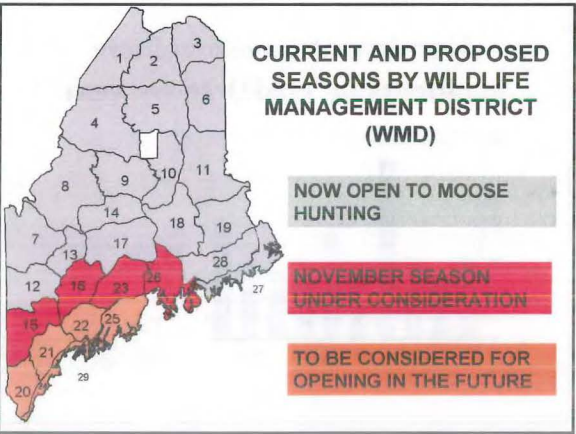 CURRENT AND PROPOSED
SEASONS BY WILDLIFE
MANAGEMENT DISTRICT
(WMD)
NOW OPEN TO MOOSE
HUNTING
NOVEMBER SEASON
UNDER CONSIDERATION
TO BE CONSIDERED FOR
OPENING IN THE FUTURE
1
2
3
4
5
6
8
9
10
11
14
7
13
17
18
19
12
16
23
26
28
27
15
22
25
21
20
24
29